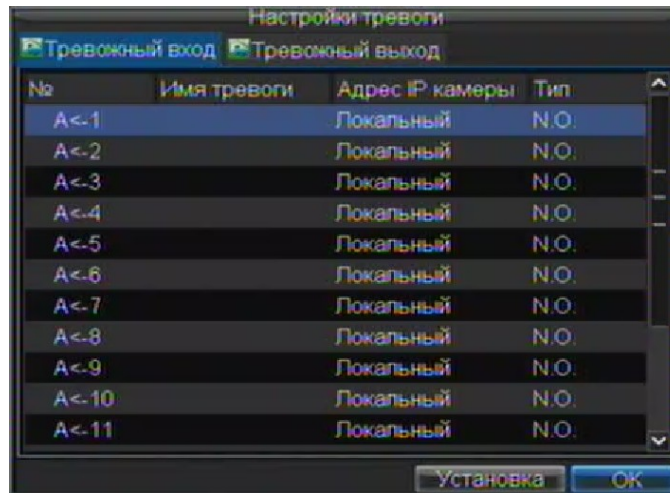 Настройки тревоги
Тревожный вход Тревожный выход
№ Имя тревоги Адрес IP камеры Тип
A<-1 Локальный N.O.
A<-2 Локальный N.O.
A<-3 Локальный N.O.
A<-4 Локальный N.O.
A<-5 Локальный N.O.
A<-6 Локальный N.O.
A<-7 Локальный N.O.
A<-8 Локальный N.O.
A<-9 Локальный N.O.
A<-10 Локальный N.O.
A<-11 Локальный N.O.
Установка OK